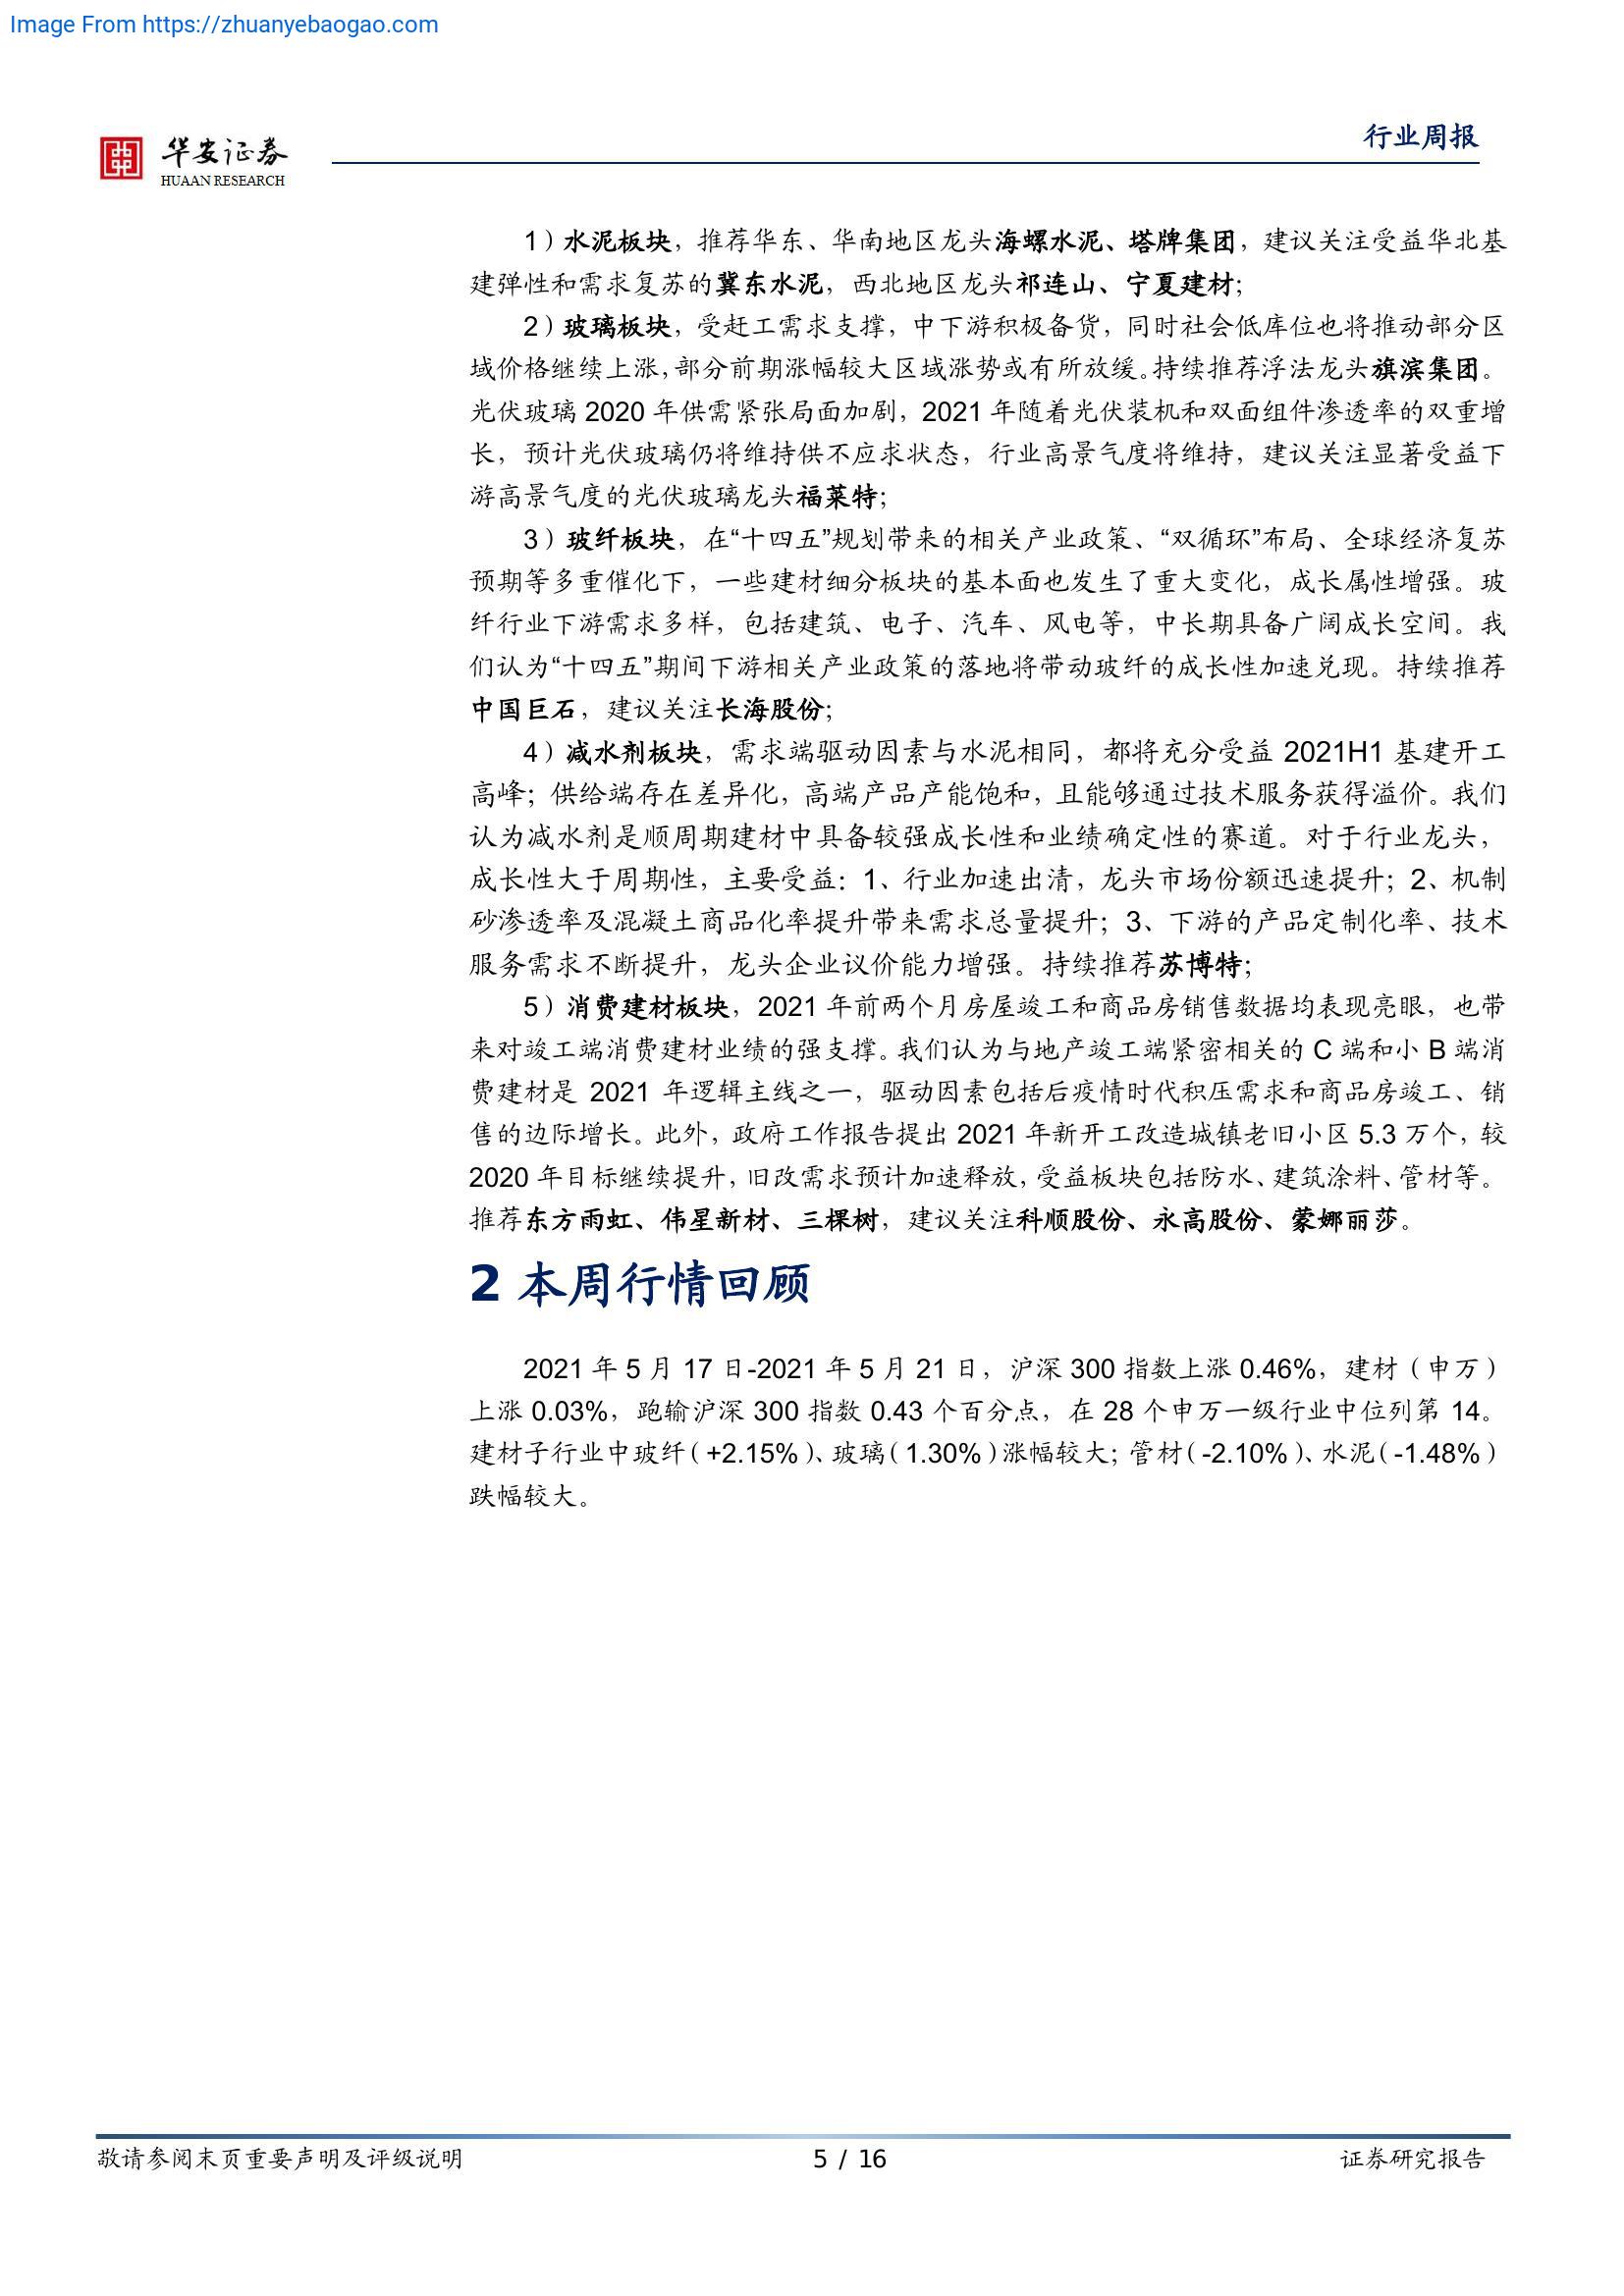 Image From https://zhuanyebaogao.com
华安证券
HUAAN RESEARCH
行业周报
1）水泥板块，推荐华东、华南地区龙头海螺水泥、塔牌集团，建议关注受益华北基
建弹性和需求复苏的冀东水泥，西北地区龙头祁连山、宁夏建材；
2）玻璃板块，受赶工需求支撑，中下游积极备货，同时社会低库位也将推动部分区
域价格继续上涨，部分前期涨幅较大区域涨势或有所放缓。持续推荐浮法龙头旗滨集团。
光伏玻璃 2020 年供需紧张局面加剧，2021 年随着光伏装机和双面组件渗透率的双重增
长，预计光伏玻璃仍将维持供不应求状态，行业高景气度将维持，建议关注显著受益下
游高景气度的光伏玻璃龙头福莱特；
3）玻纤板块，在“十四五”规划带来的相关产业政策、“双循环”布局、全球经济复苏
预期等多重催化下，一些建材细分板块的基本面也发生了重大变化，成长属性增强。玻
纤行业下游需求多样，包括建筑、电子、汽车、风电等，中长期具备广阔成长空间。我
们认为“十四五”期间下游相关产业政策的落地将带动玻纤的成长性加速兑现。持续推荐
中国巨石，建议关注长海股份；
4）减水剂板块，需求端驱动因素与水泥相同，都将充分受益 2021H1 基建开工
高峰；供给端存在差异化，高端产品产能饱和，且能够通过技术服务获得溢价。我们
认为减水剂是顺周期建材中具备较强成长性和业绩确定性的赛道。对于行业龙头，
成长性大于周期性，主要受益：1、行业加速出清，龙头市场份额迅速提升；2、机制
砂渗透率及混凝土商品化率提升带来需求总量提升；3、下游的产品定制化率、技术
服务需求不断提升，龙头企业议价能力增强。持续推荐苏博特；
5）消费建材板块，2021 年前两个月房屋竣工和商品房销售数据均表现亮眼，也带
来对竣工端消费建材业绩的强支撑。我们认为与地产竣工端紧密相关的 C 端和小 B 端消
费建材是 2021 年逻辑主线之一，驱动因素包括后疫情时代积压需求和商品房竣工、销
售的边际增长。此外，政府工作报告提出 2021 年新开工改造城镇老旧小区 5.3 万个，较
2020 年目标继续提升，旧改需求预计加速释放，受益板块包括防水、建筑涂料、管材等。
推荐东方雨虹、伟星新材、三棵树，建议关注科顺股份、永高股份、蒙娜丽莎。
2 本周行情回顾
2021 年 5 月 17 日-2021 年 5 月 21 日，沪深 300 指数上涨 0.46%，建材（申万）
上涨 0.03%，跑输沪深 300 指数 0.43 个百分点，在 28 个申万一级行业中位列第 14。
建材子行业中玻纤（+2.15%）、玻璃（1.30%）涨幅较大；管材（-2.10%）、水泥（-1.48%）
跌幅较大。
敬请参阅末页重要声明及评级说明
5 / 16
证券研究报告